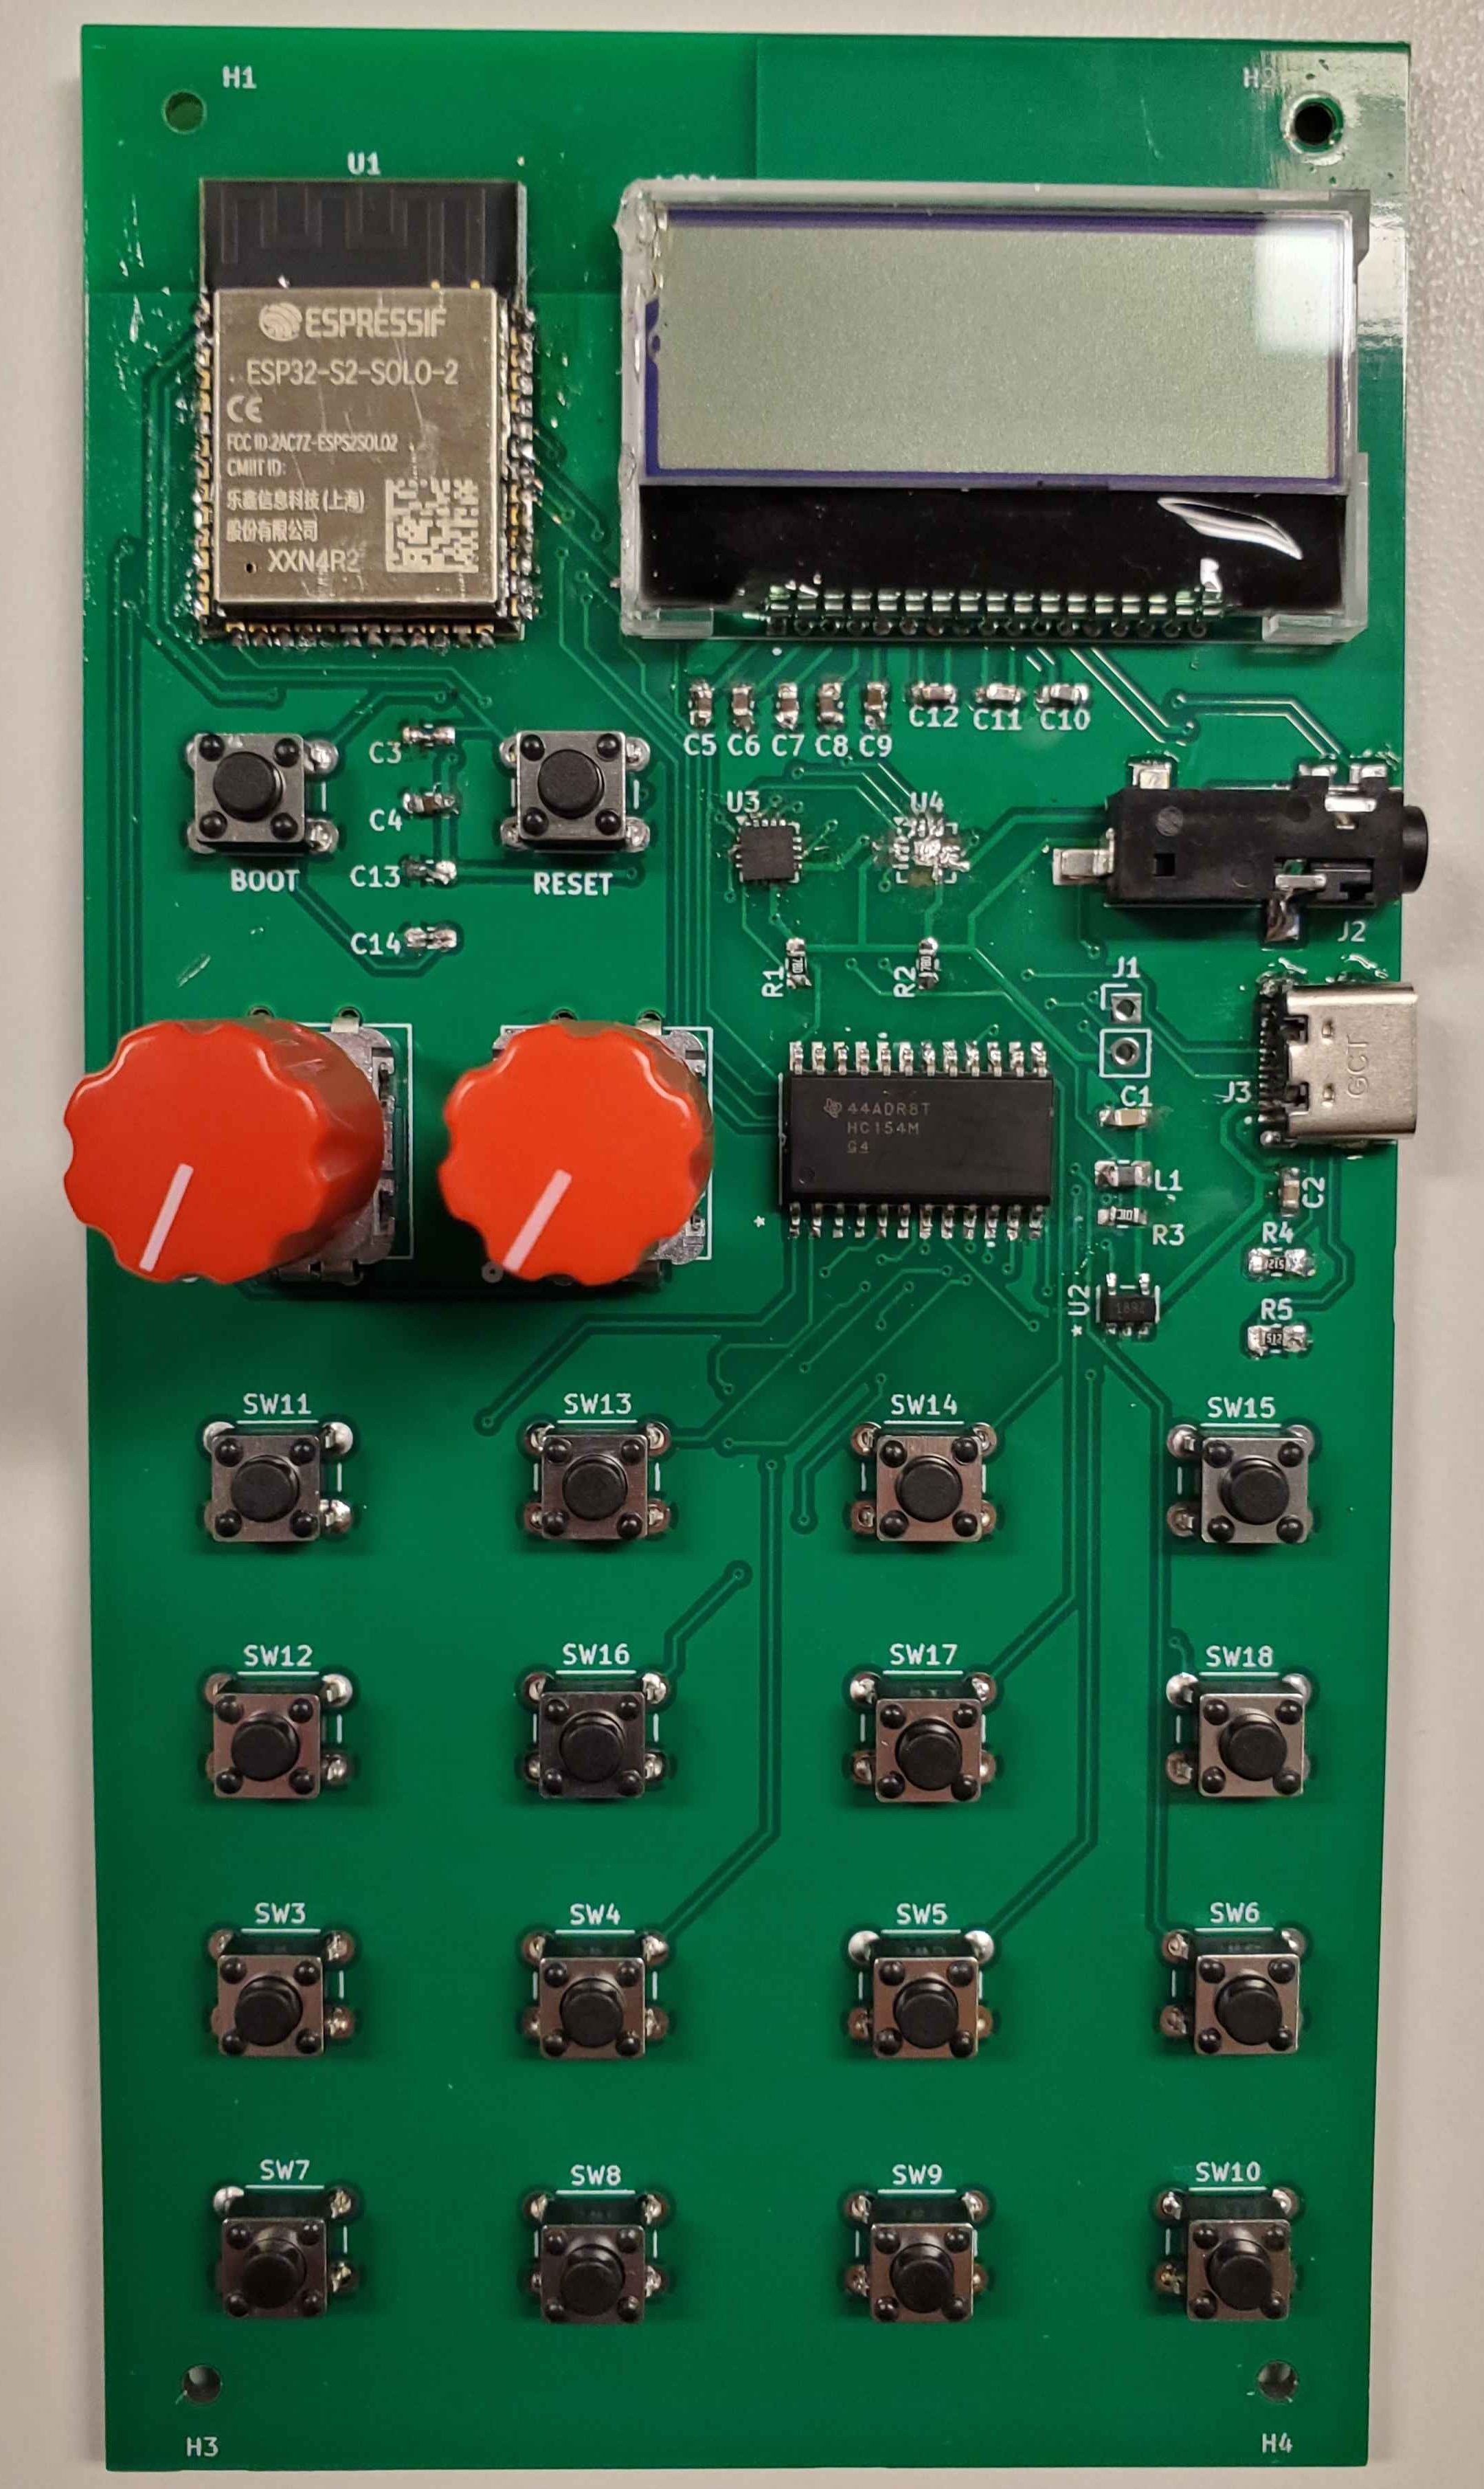 H1
H2
U1
ESPRESSIF
ESP32-S2-SOLO-2
CE
FCC ID:2AC7Z-ESPS2SOLO2
CMIIT ID:
乐鑫信息科技(上海)
股份有限公司
XXN4R2
C5 C6 C7 C8 C9 C12 C11 C10
C3
C4
C13
C14
BOOT
RESET
U3
U4
J2
R1
R2
J1
GCT
J3
C1
44ADR8T
HC154M
G4
*
L1
C2
R3
R4
512
U2
*
R5
512
SW11 SW13 SW14 SW15
SW12 SW16 SW17 SW18
SW3 SW4 SW5 SW6
SW7 SW8 SW9 SW10
H3
H4